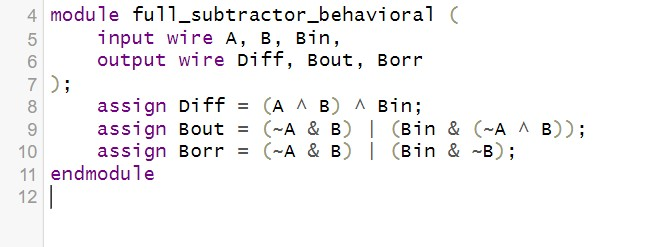 4 module full_subtractor_behavioral (
5     input wire A, B, Bin,
6     output wire Diff, Bout, Borr
7 );
8     assign Diff = (A ^ B) ^ Bin;
9     assign Bout = (~A & B) | (Bin & (~A ^ B));
10     assign Borr = (~A & B) | (Bin & ~B);
11 endmodule
12